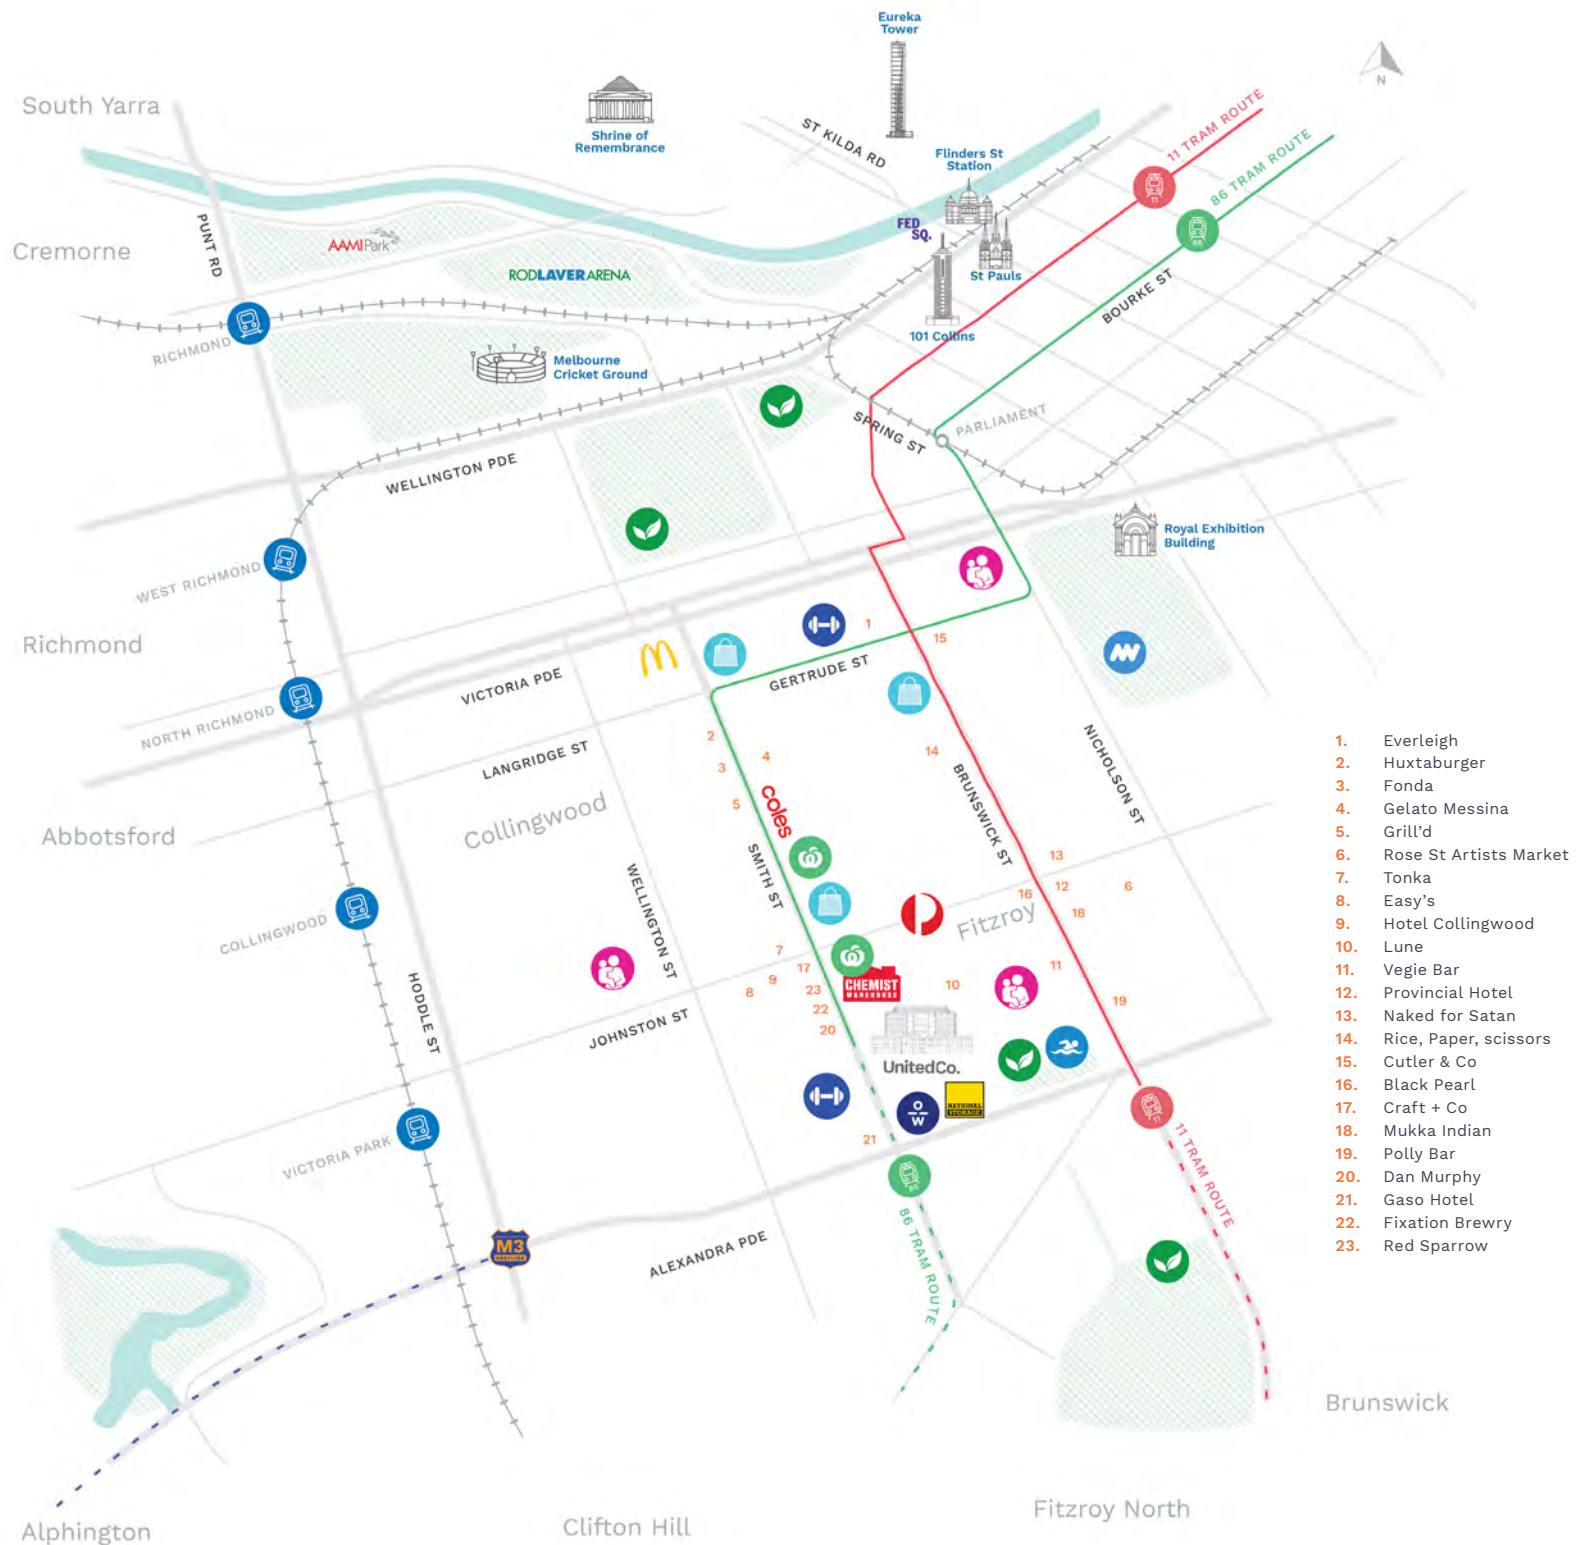 Eureka
Tower
N
South Yarra
11 TRAM ROUTE
Shrine of
Remembrance
ST KILDA RD
86 TRAM ROUTE
Flinders St
Station
11
PUNT RD
FED
SQ.
86
Cremorne
AAMIPark
RODLAVERARENA
St Pauls
BOURKE ST
RICHMOND
101 Collins
Melbourne
Cricket Ground
SPRING ST
PARLIAMENT
WELLINGTON PDE
Royal Exhibition
Building
WEST RICHMOND
Richmond
1
15
GERTRUDE ST
VICTORIA PDE
NORTH RICHMOND
2
LANGRIDGE ST
4
14
3
NICHOLSON ST
BRUNSWICK ST
5
coles
Abbotsford
Collingwood
SMITH ST
13
WELLINGTON ST
16
12
6
18
Fitzroy
COLLINGWOOD
7
17
11
9
8
23
CHEMIST
WAREHOUSE
10
19
22
20
HODDLE ST
JOHNSTON ST
UnitedCo.
O
W
NATIONAL
STORAGE
11
21
VICTORIA PARK
11 TRAM ROUTE
86 TRAM ROUTE
M3
ALEXANDRA PDE
Brunswick
Fitzroy North
Clifton Hill
Alphington
1. Everleigh
2. Huxtaburger
3. Fonda
4. Gelato Messina
5. Grill’d
6. Rose St Artists Market
7. Tonka
8. Easy’s
9. Hotel Collingwood
10. Lune
11. Vegie Bar
12. Provincial Hotel
13. Naked for Satan
14. Rice, Paper, scissors
15. Cutler & Co
16. Black Pearl
17. Craft + Co
18. Mukka Indian
19. Polly Bar
20. Dan Murphy
21. Gaso Hotel
22. Fixation Brewry
23. Red Sparrow